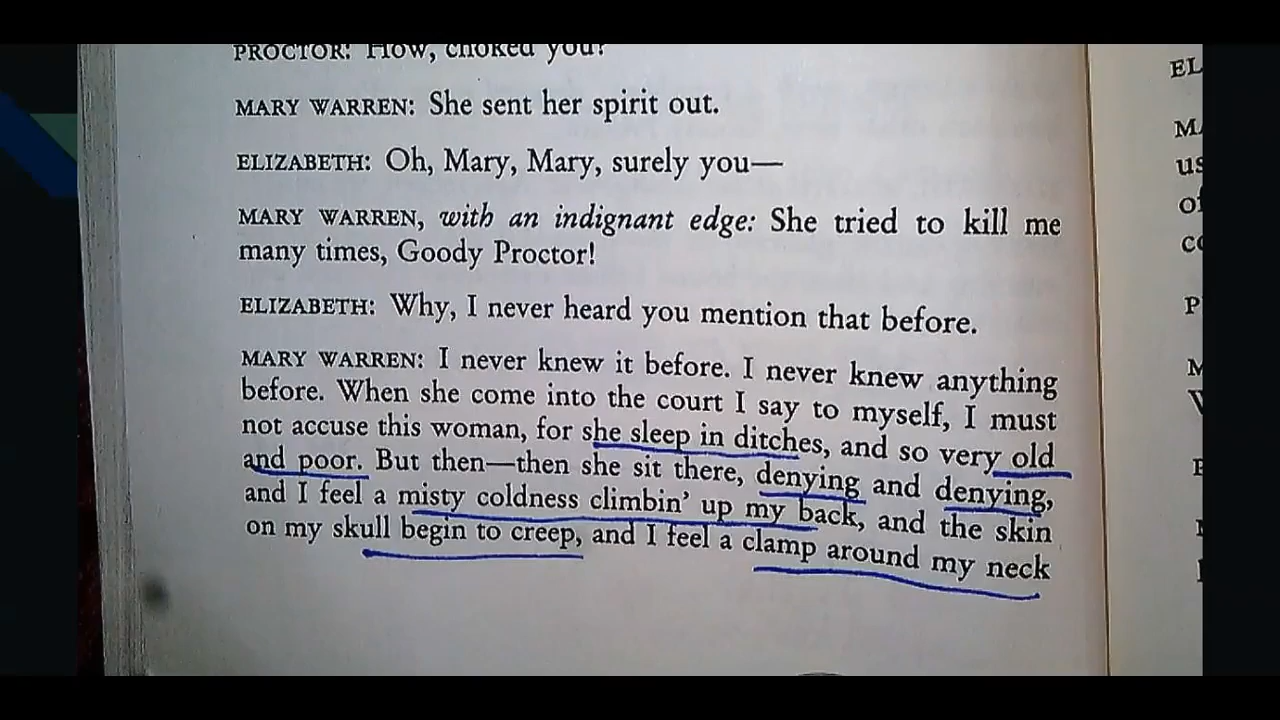 PROCTOR: How, choked you?
MARY WARREN: She sent her spirit out.
ELIZABETH: Oh, Mary, Mary, surely you—
MARY WARREN, with an indignant edge: She tried to kill me
many times, Goody Proctor!
ELIZABETH: Why, I never heard you mention that before.
MARY WARREN: I never knew it before. I never knew anything
before. When she come into the court I say to myself, I must
not accuse this woman, for she sleep in ditches, and so very old
and poor. But then—then she sit there, denying and denying,
and I feel a misty coldness climbin' up my back, and the skin
on my skull begin to creep, and I feel a clamp around my neck